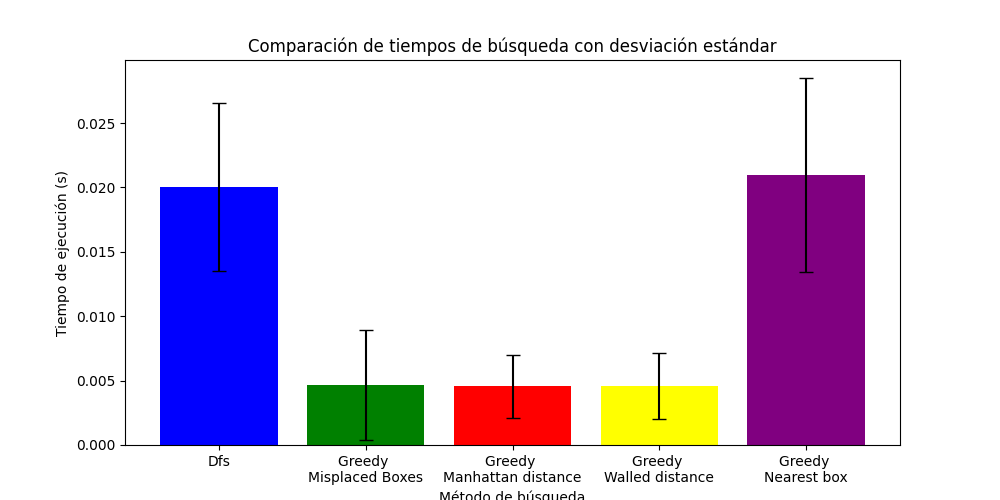 Comparación de tiempos de búsqueda con desviación estándar
Tiempo de ejecución (s)
0.025
0.020
0.015
0.010
0.005
0.000
Dfs
Greedy
Misplaced Boxes
Greedy
Manhattan distance
Greedy
Walled distance
Greedy
Nearest box
Método de búsqueda